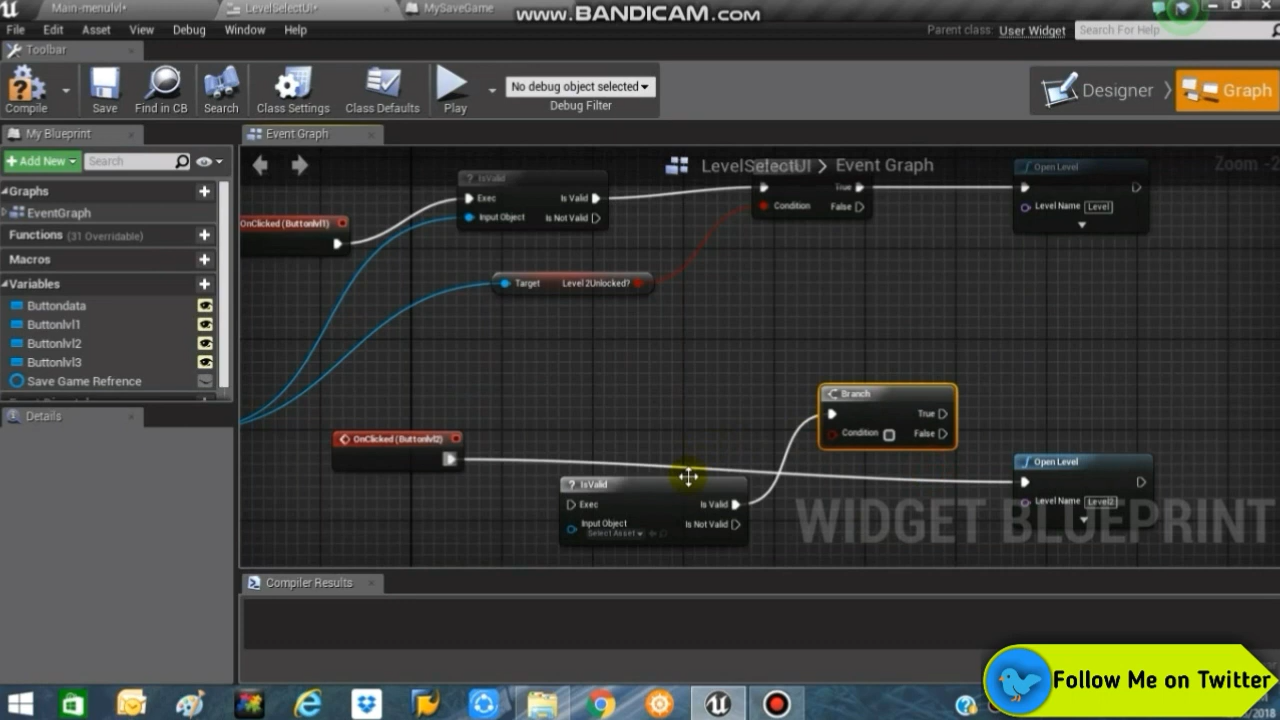 Main-menulvl*
LevelSelectUI*
MySaveGame
www.BANDICAM.com
File Edit Asset View Debug Window Help
Parent class: User Widget
Search For Help
Toolbar
Compile
Save
Find in CB
Search
Class Settings
Class Defaults
Play
No debug object selected
Debug Filter
Designer
Graph
My Blueprint
Event Graph
Add New
Search
LevelSelectUI > Event Graph
Zoom -2
Graphs
EventGraph
Functions (31 Overridable)
Macros
Variables
Buttondata
Buttonlvl1
Buttonlvl2
Buttonlvl3
Save Game Refrence
Details
? IsValid
Exec
Is Valid
Input Object
Is Not Valid
OnClicked (Buttonlvl1)
True
Condition
False
Open Level
Level Name Level
Target
Level 2Unlocked?
Branch
True
Condition
False
OnClicked (Buttonlvl2)
? IsValid
Exec
Is Valid
Input Object
Select Asset
Is Not Valid
Open Level
Level Name Level2
WIDGET BLUEPRINT
Compiler Results
Follow Me on Twitter
/2018